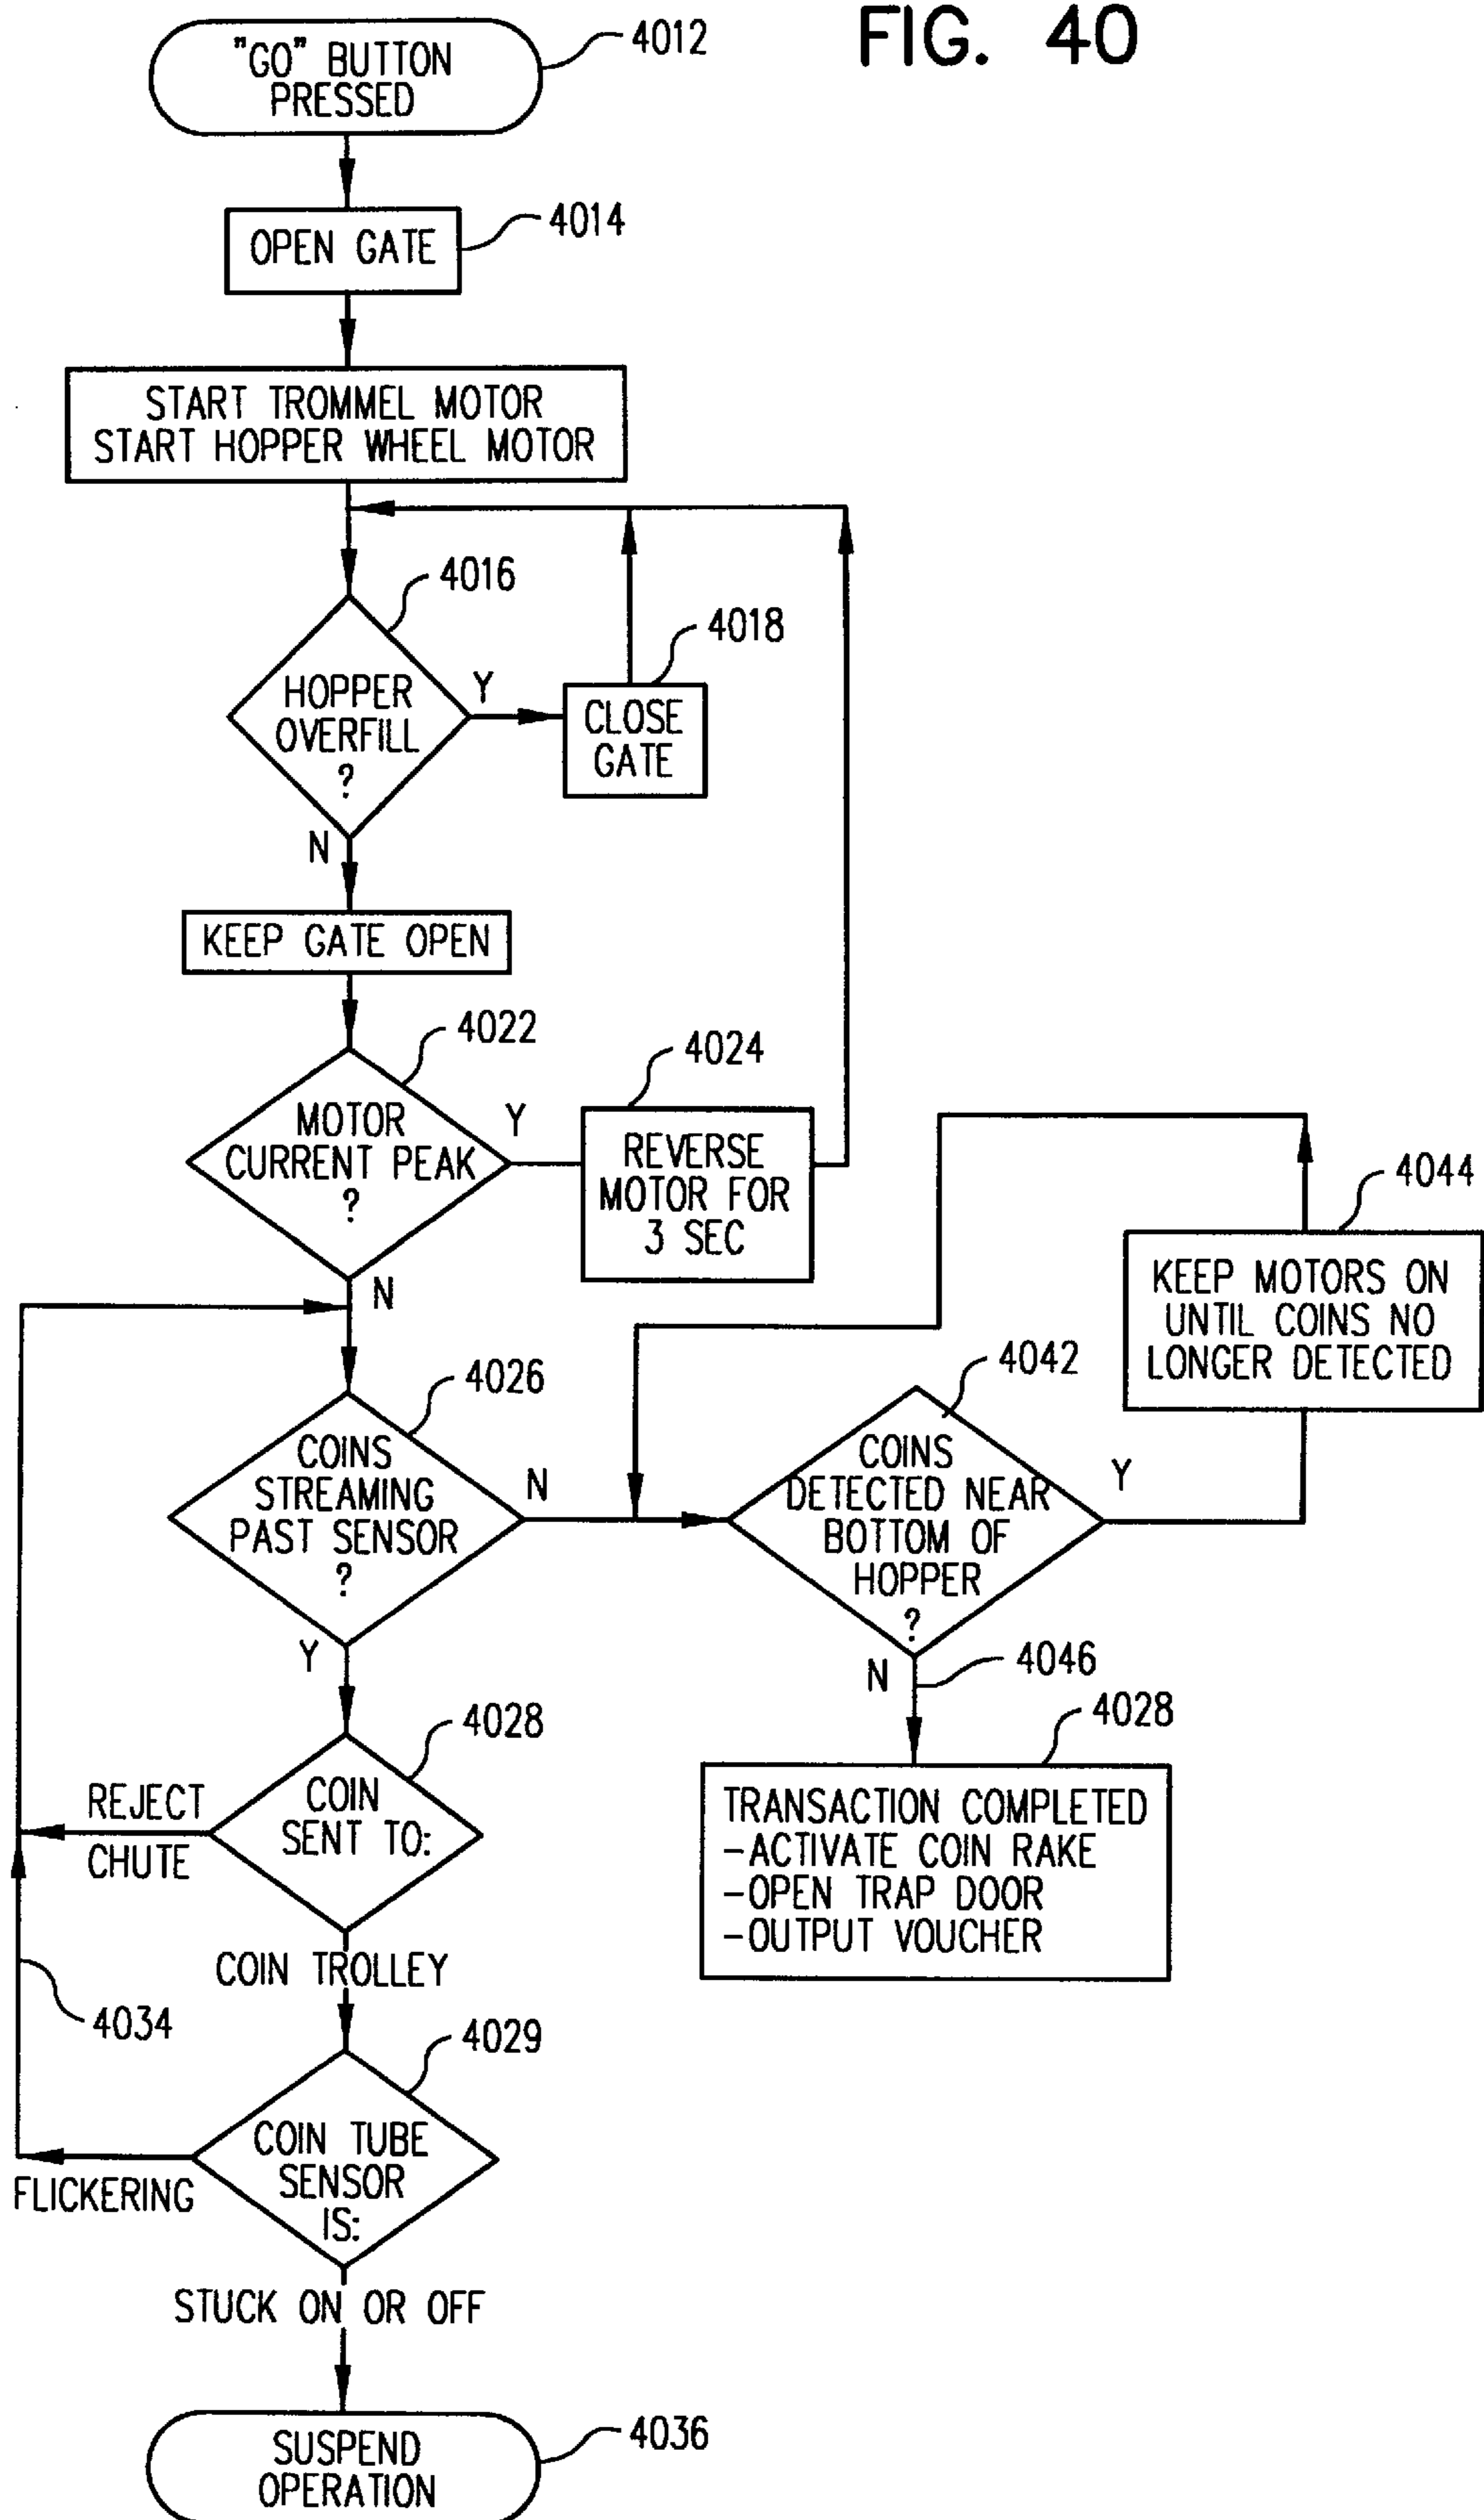 FIG. 40
"GO" BUTTON
PRESSED
4012
OPEN GATE
4014
START TROMMEL MOTOR
START HOPPER WHEEL MOTOR
4016
HOPPER
OVERFILL
?
Y
4018
CLOSE
GATE
N
KEEP GATE OPEN
4022
MOTOR
CURRENT PEAK
?
Y
4024
REVERSE
MOTOR FOR
3 SEC
N
4044
KEEP MOTORS ON
UNTIL COINS NO
LONGER DETECTED
4026
COINS
STREAMING
PAST SENSOR
?
N
4042
COINS
DETECTED NEAR
BOTTOM OF
HOPPER
?
Y
N
4046
4028
TRANSACTION COMPLETED
-ACTIVATE COIN RAKE
-OPEN TRAP DOOR
-OUTPUT VOUCHER
Y
4028
COIN
SENT TO:
REJECT
CHUTE
COIN TROLLEY
4034
4029
COIN TUBE
SENSOR
IS:
FLICKERING
STUCK ON OR OFF
SUSPEND
OPERATION
4036